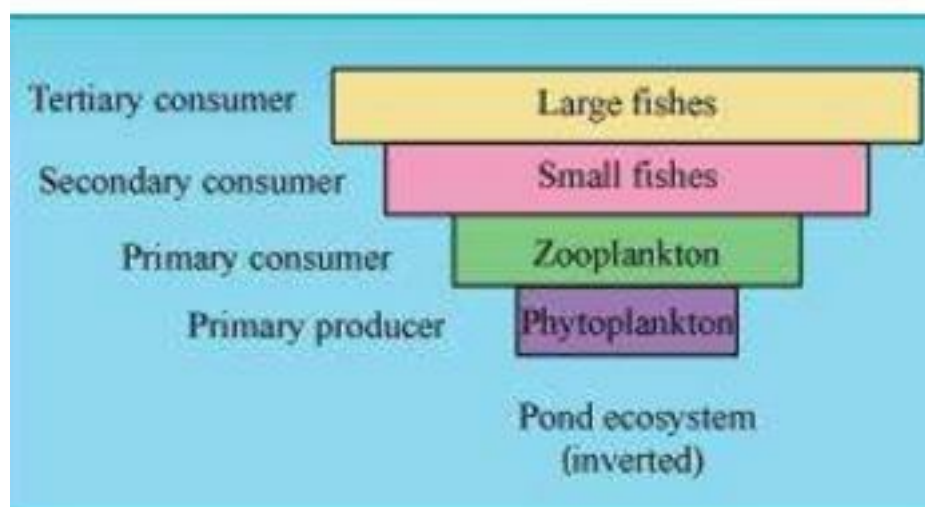 Tertiary consumer Large fishes
Secondary consumer Small fishes
Primary consumer Zooplankton
Primary producer Phytoplankton
Pond ecosystem
(inverted)